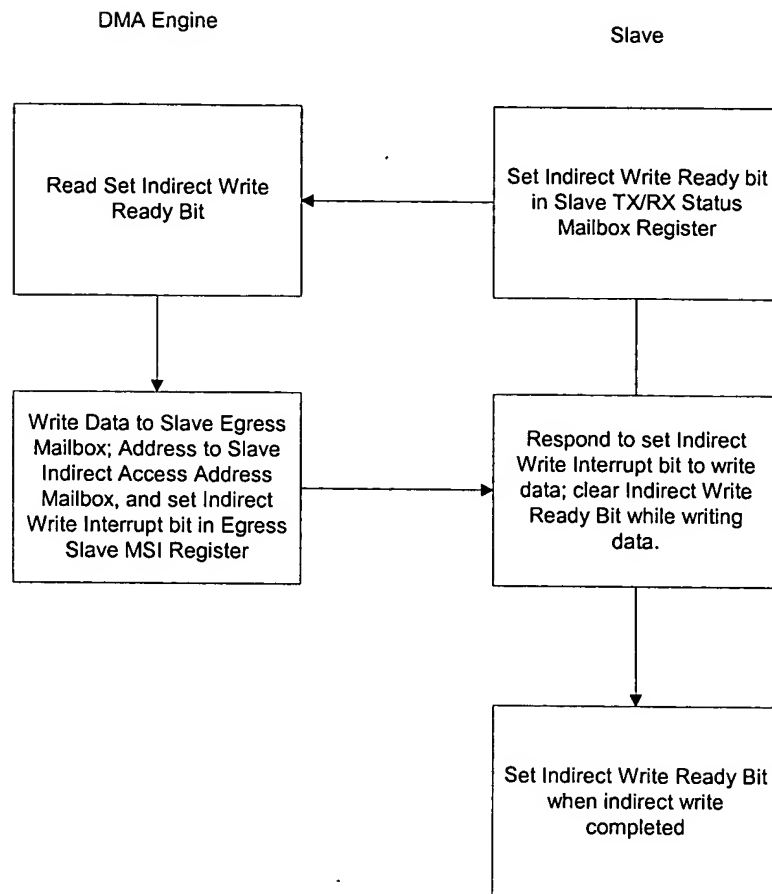 DMA Engine
Slave
Read Set Indirect Write
Ready Bit
Set Indirect Write Ready bit
in Slave TX/RX Status
Mailbox Register
Write Data to Slave Egress
Mailbox; Address to Slave
Indirect Access Address
Mailbox, and set Indirect
Write Interrupt bit in Egress
Slave MSI Register
Respond to set Indirect
Write Interrupt bit to write
data; clear Indirect Write
Ready Bit while writing
data.
Set Indirect Write Ready Bit
when indirect write
completed